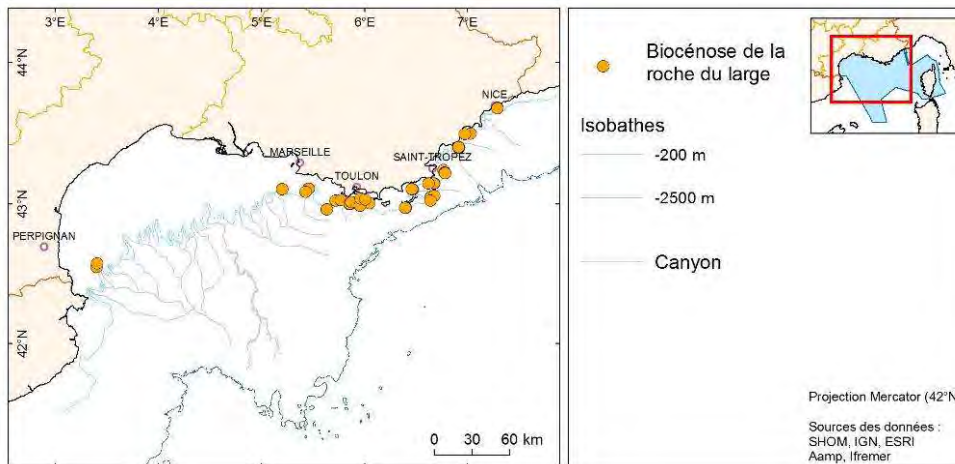 3°E 4°E 5°E 6°E 7°E
44°N
NICE
MARSEILLE
SAINT-TROPEZ
TOULON
43°N
PERPIGNAN
42°N
0 30 60 km
Biocénose de la
roche du large
Isobathes
-200 m
-2500 m
Canyon
Projection Mercator (42°N
Sources des données :
SHOM, IGN, ESRI
Aamp, Ifremer